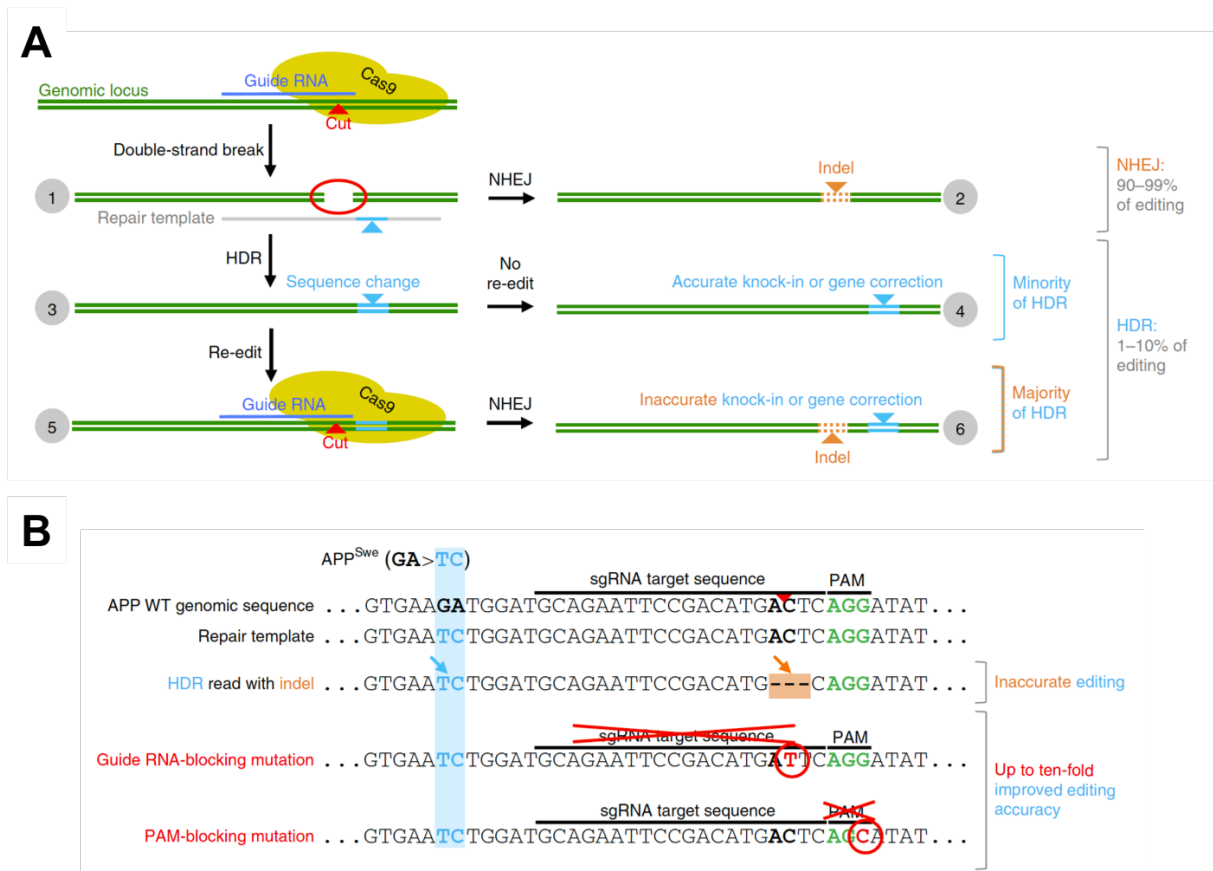 A
Guide RNA
Cas9
Genomic locus
Cut
Double-strand break
1
NHEJ
Indel
2
NHEJ:
90–99%
of editing
Repair template
HDR
No
re-edit
3
Sequence change
Accurate knock-in or gene correction
4
Minority
of HDR
HDR:
1–10% of
editing
Re-edit
Guide RNA
Cas9
5
Cut
NHEJ
Inaccurate knock-in or gene correction
6
Indel
Majority
of HDR
B
APPSwe (GA>TC)
sgRNA target sequence PAM
APP WT genomic sequence ...GTGAAGATGGATGCAGAATTCCGACATGACTCAGGATAT...
Repair template ...GTGAATCTGGATGCAGAATTCCGACATGACTCAGGATAT...
HDR read with indel ...GTGAATCTGGATGCAGAATTCCGACATG---CAGGATAT...
Inaccurate editing
sgRNA target sequence PAM
Guide RNA-blocking mutation ...GTGAATCTGGATGCAGAATTCCGACATGATTCAGGATAT...
Up to ten-fold
improved editing
accuracy
sgRNA target sequence PAM
PAM-blocking mutation ...GTGAATCTGGATGCAGAATTCCGACATGACTCAGCATAT...